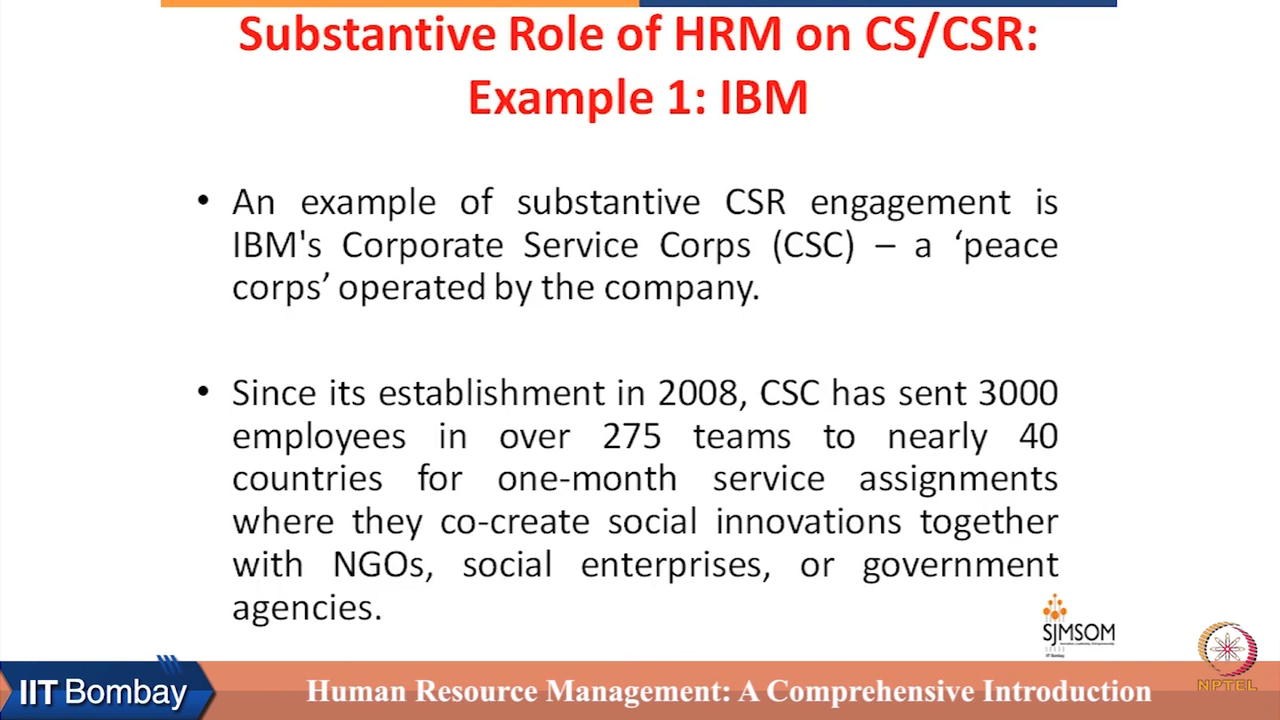 Substantive Role of HRM on CS/CSR:
Example 1: IBM
• An example of substantive CSR engagement is
IBM's Corporate Service Corps (CSC) – a ‘peace
corps’ operated by the company.
• Since its establishment in 2008, CSC has sent 3000
employees in over 275 teams to nearly 40
countries for one-month service assignments
where they co-create social innovations together
with NGOs, social enterprises, or government
agencies.
SJMSOM
IIT Bombay
NPTEL
IIT Bombay
Human Resource Management: A Comprehensive Introduction